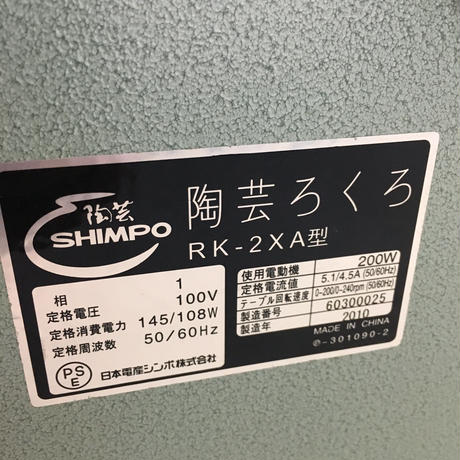 陶芸
SHIMPO
陶芸ろくろ
RK-2XA型
相 1
定格電圧 100V
定格消費電力 145/108W
定格周波数 50/60Hz
使用電動機 200W
定格電流値 5.1/4.5A (50/60Hz)
テーブル回転速度 0-200/0-240rpm (50/60Hz)
製造番号 60300025
製造年 2010
PS
E
日本電産シンポ株式会社
MADE IN CHINA
℗-301090-2